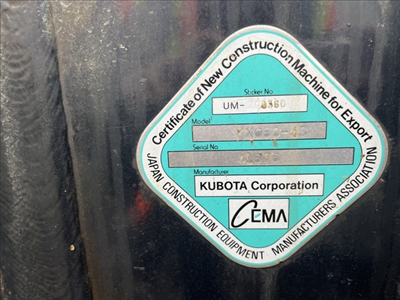 Certificate of New Construction Machine for Export
Sticker No
UM-
Model
Serial No
Manufacturer
KUBOTA Corporation
CEMA
JAPAN CONSTRUCTION EQUIPMENT MANUFACTURERS ASSOCIATION